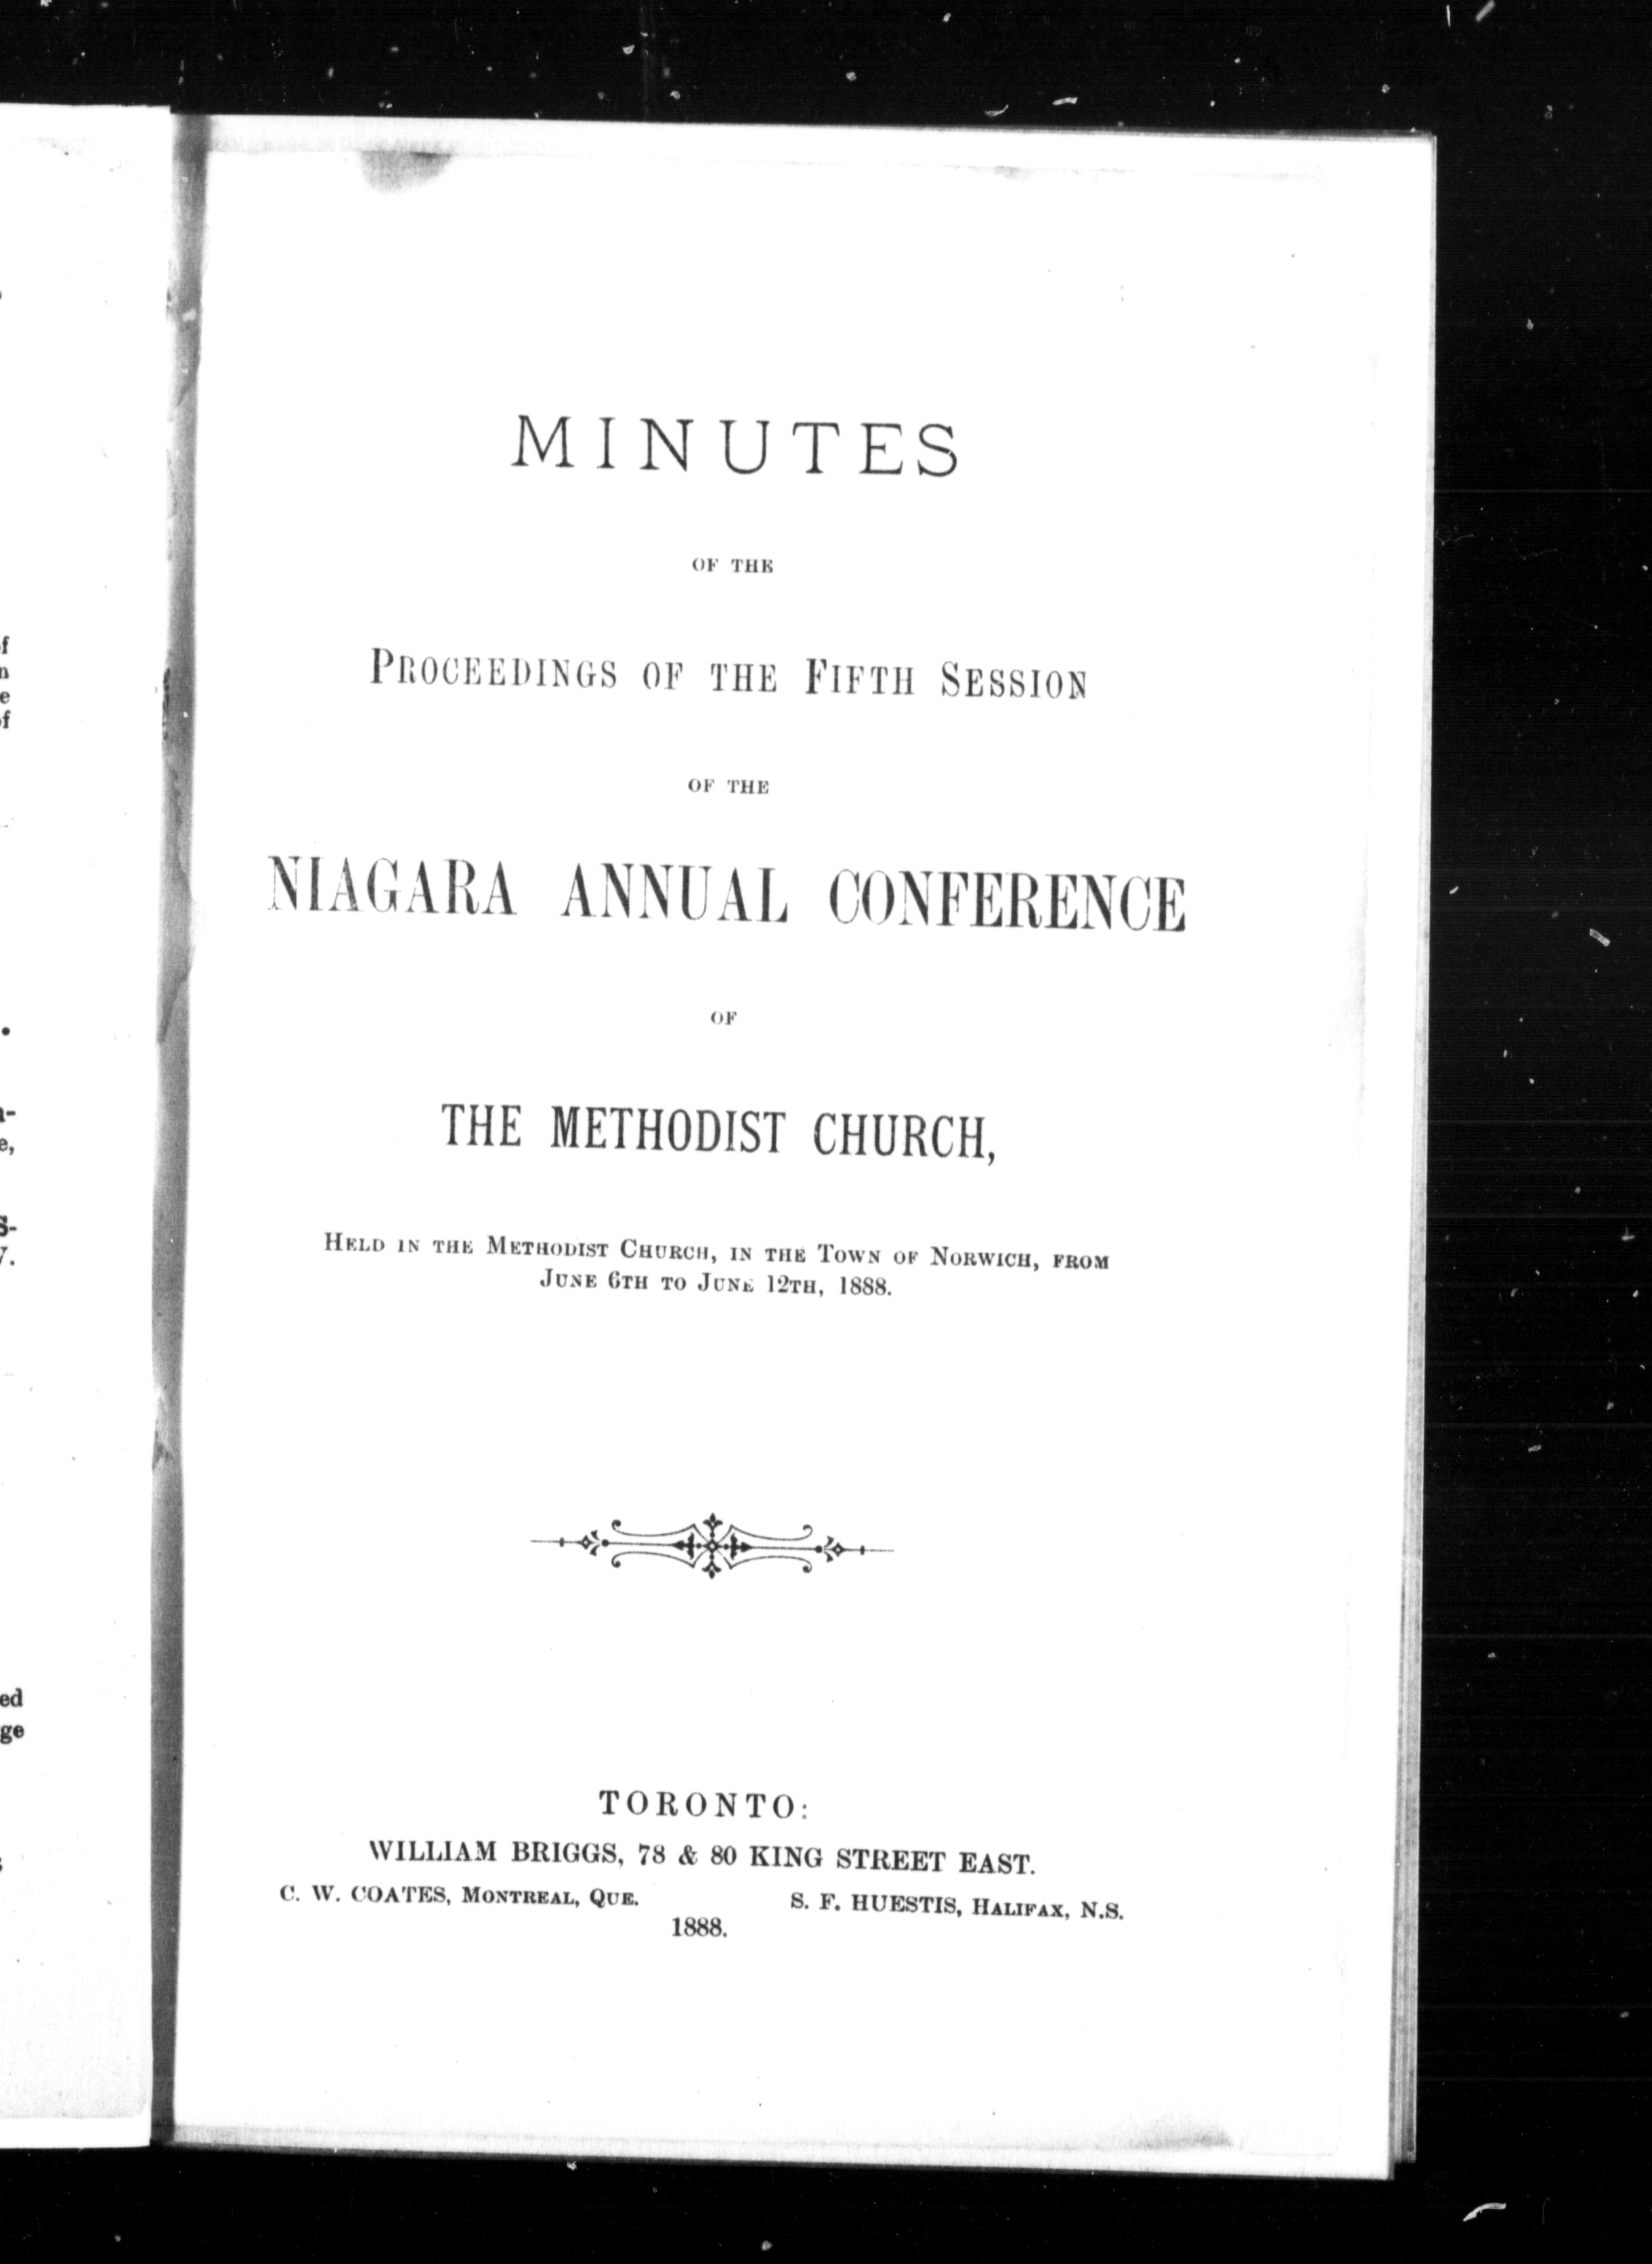 MINUTES
OF THE
PROCEEDINGS OF THE FIFTH SESSION
OF THE
NIAGARA ANNUAL CONFERENCE
OF
THE METHODIST CHURCH,
HELD IN THE METHODIST CHURCH, IN THE TOWN OF NORWICH, FROM
JUNE 6TH TO JUNE 12TH, 1888.
TORONTO:
WILLIAM BRIGGS, 78 & 80 KING STREET EAST.
C. W. COATES, MONTREAL, QUE. S. F. HUESTIS, HALIFAX, N.S.
1888.